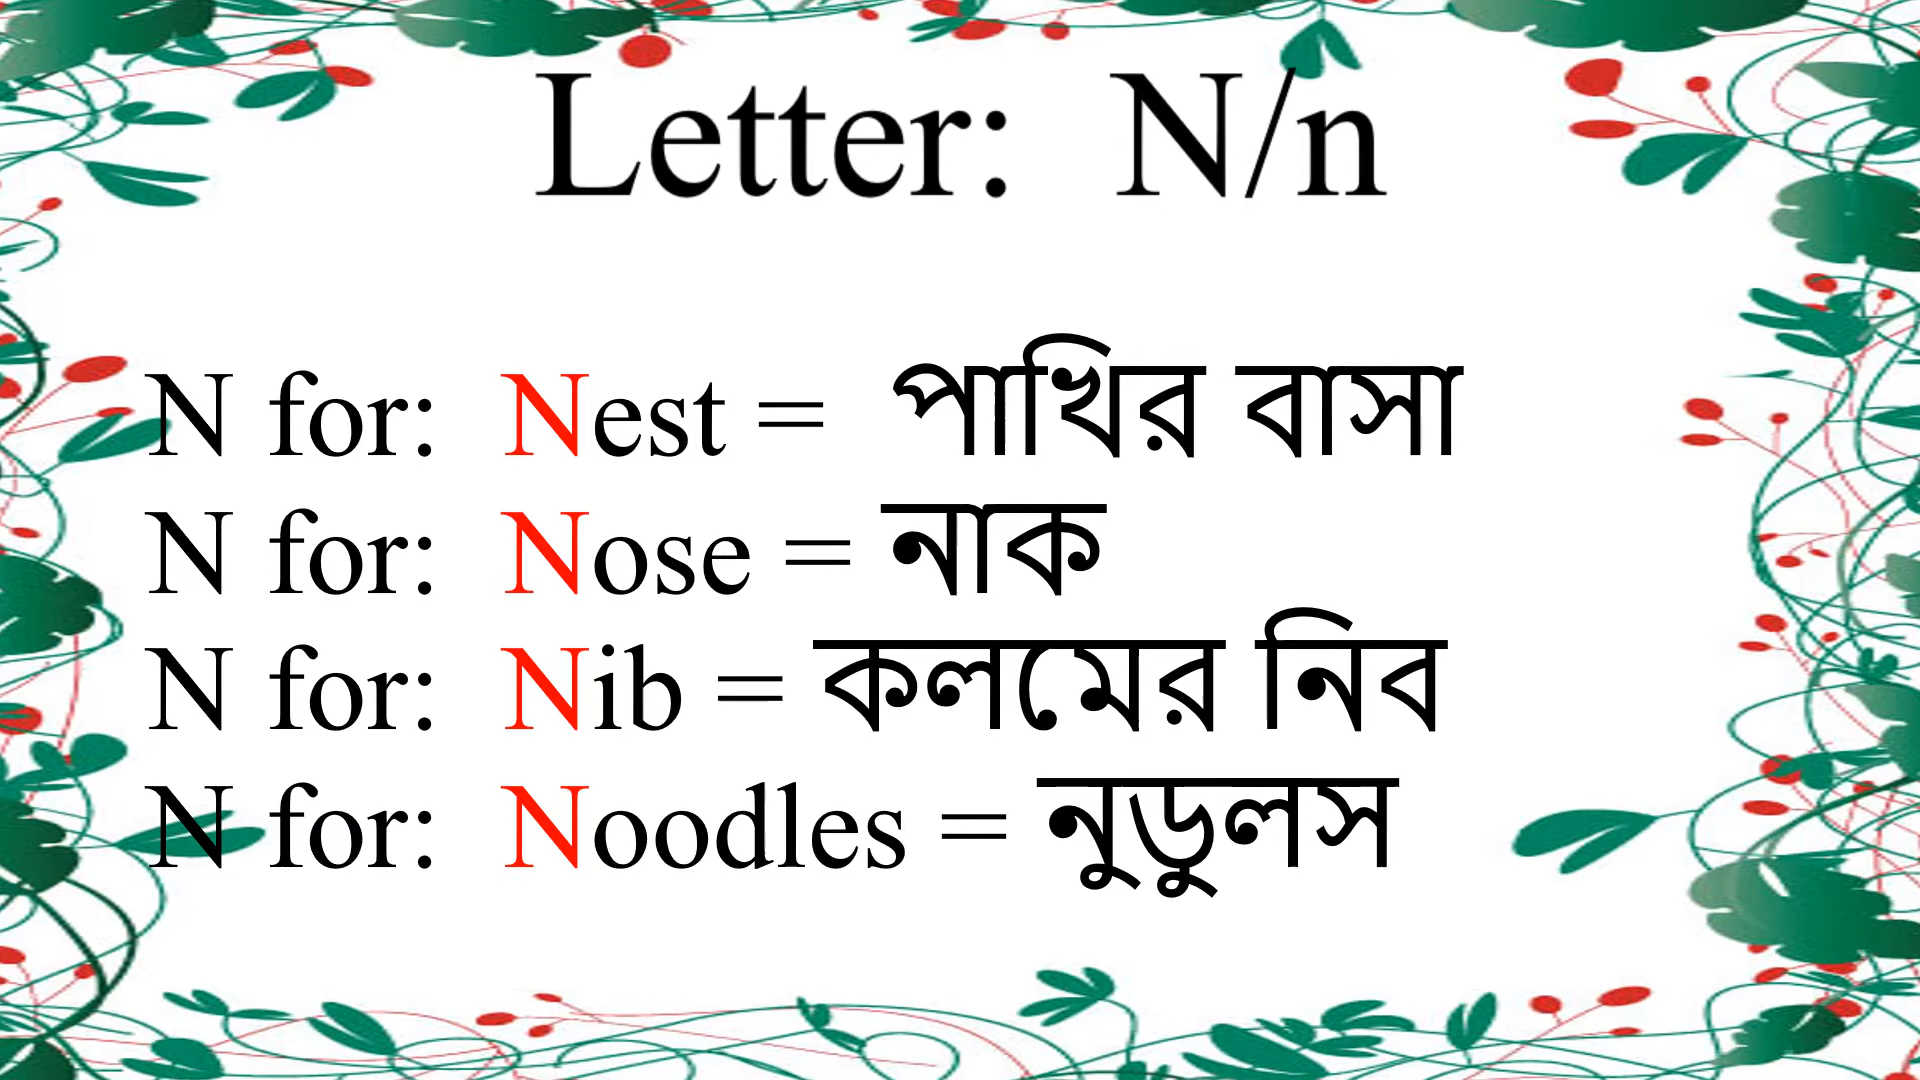 Letter: N/n
N for: Nest = পাখির বাসা
N for: Nose = নাক
N for: Nib = কলমের নিব
N for: Noodles = নুডুলস